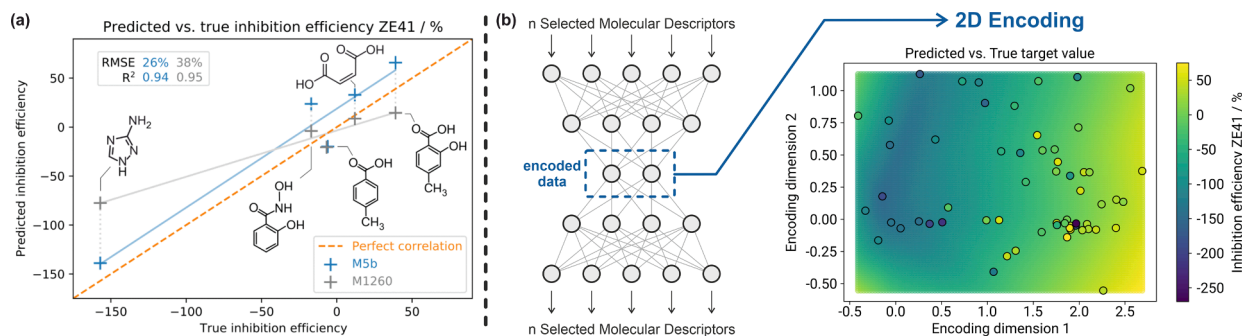 (a)
Predicted vs. true inhibition efficiency ZE41 / %
RMSE 26% 38%
R² 0.94 0.95
NH₂
N
N
N
H
O
OH
O
OH
O
OH
OH
CH₃
O
OH
CH₃
OH
O
NH
OH
Perfect correlation
M5b
M1260
Predicted inhibition efficiency
50
0
−50
−100
−150
−150
−100
−50
0
50
True inhibition efficiency
(b)
n Selected Molecular Descriptors
encoded
data
n Selected Molecular Descriptors
2D Encoding
Predicted vs. True target value
Encoding dimension 2
1.00
0.75
0.50
0.25
0.00
-0.25
-0.50
-0.5
0.0
0.5
1.0
1.5
2.0
2.5
Encoding dimension 1
50
0
-50
-100
-150
-200
-250
Inhibition efficiency ZE41 / %